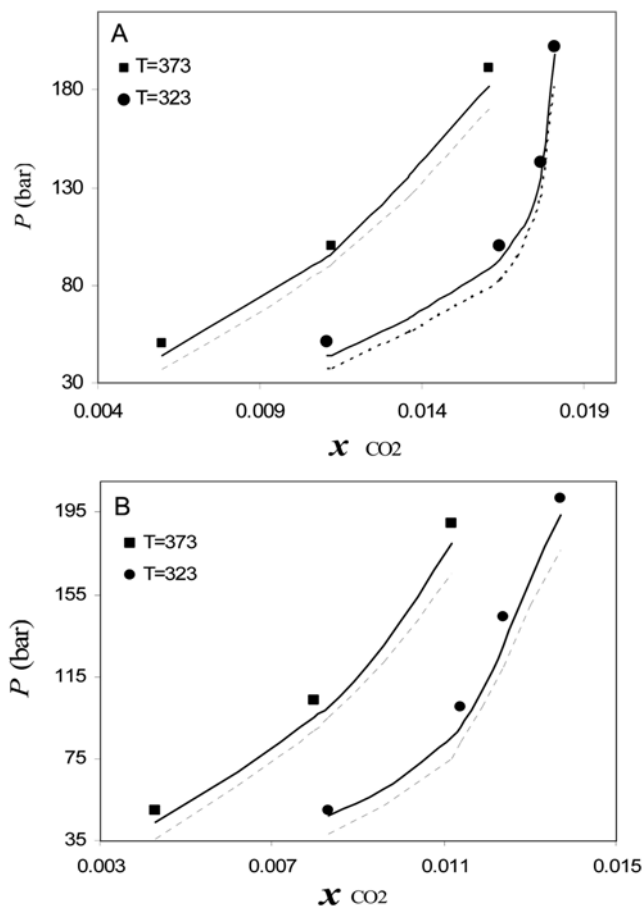 A
T=373
T=323
180
130
80
30
P (bar)
0.004 0.009 0.014 0.019
x CO2
B
T=373
T=323
195
155
115
75
35
P (bar)
0.003 0.007 0.011 0.015
x CO2